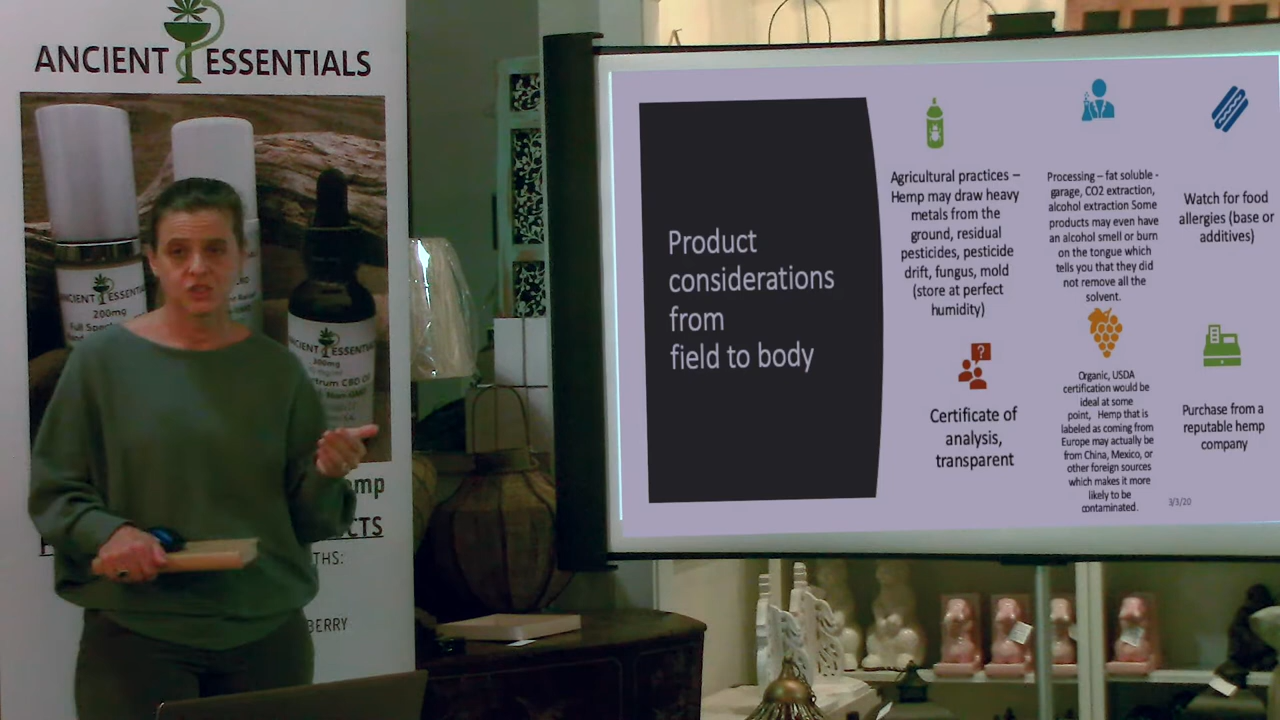 ANCIENT ESSENTIALS
ANCIENT ESSENTIA
200mg
Full Spec
ANCIENT ESSENTIALS
trum CBD
THS:
BERRY
Product
considerations
from
field to body
Agricultural practices –
Hemp may draw heavy
metals from the
ground, residual
pesticides, pesticide
drift, fungus, mold
(store at perfect
humidity)
Processing – fat soluble -
garage, CO2 extraction,
alcohol extraction Some
products may even have
an alcohol smell or burn
on the tongue which
tells you that they did
not remove all the
solvent.
Watch for food
allergies (base or
additives)
Certificate of
analysis,
transparent
Organic, USDA
certification would be
ideal at some
point, Hemp that is
labeled as coming from
Europe may actually be
from China, Mexico, or
other foreign sources
which makes it more
likely to be
contaminated.
Purchase from a
reputable hemp
company
3/3/20